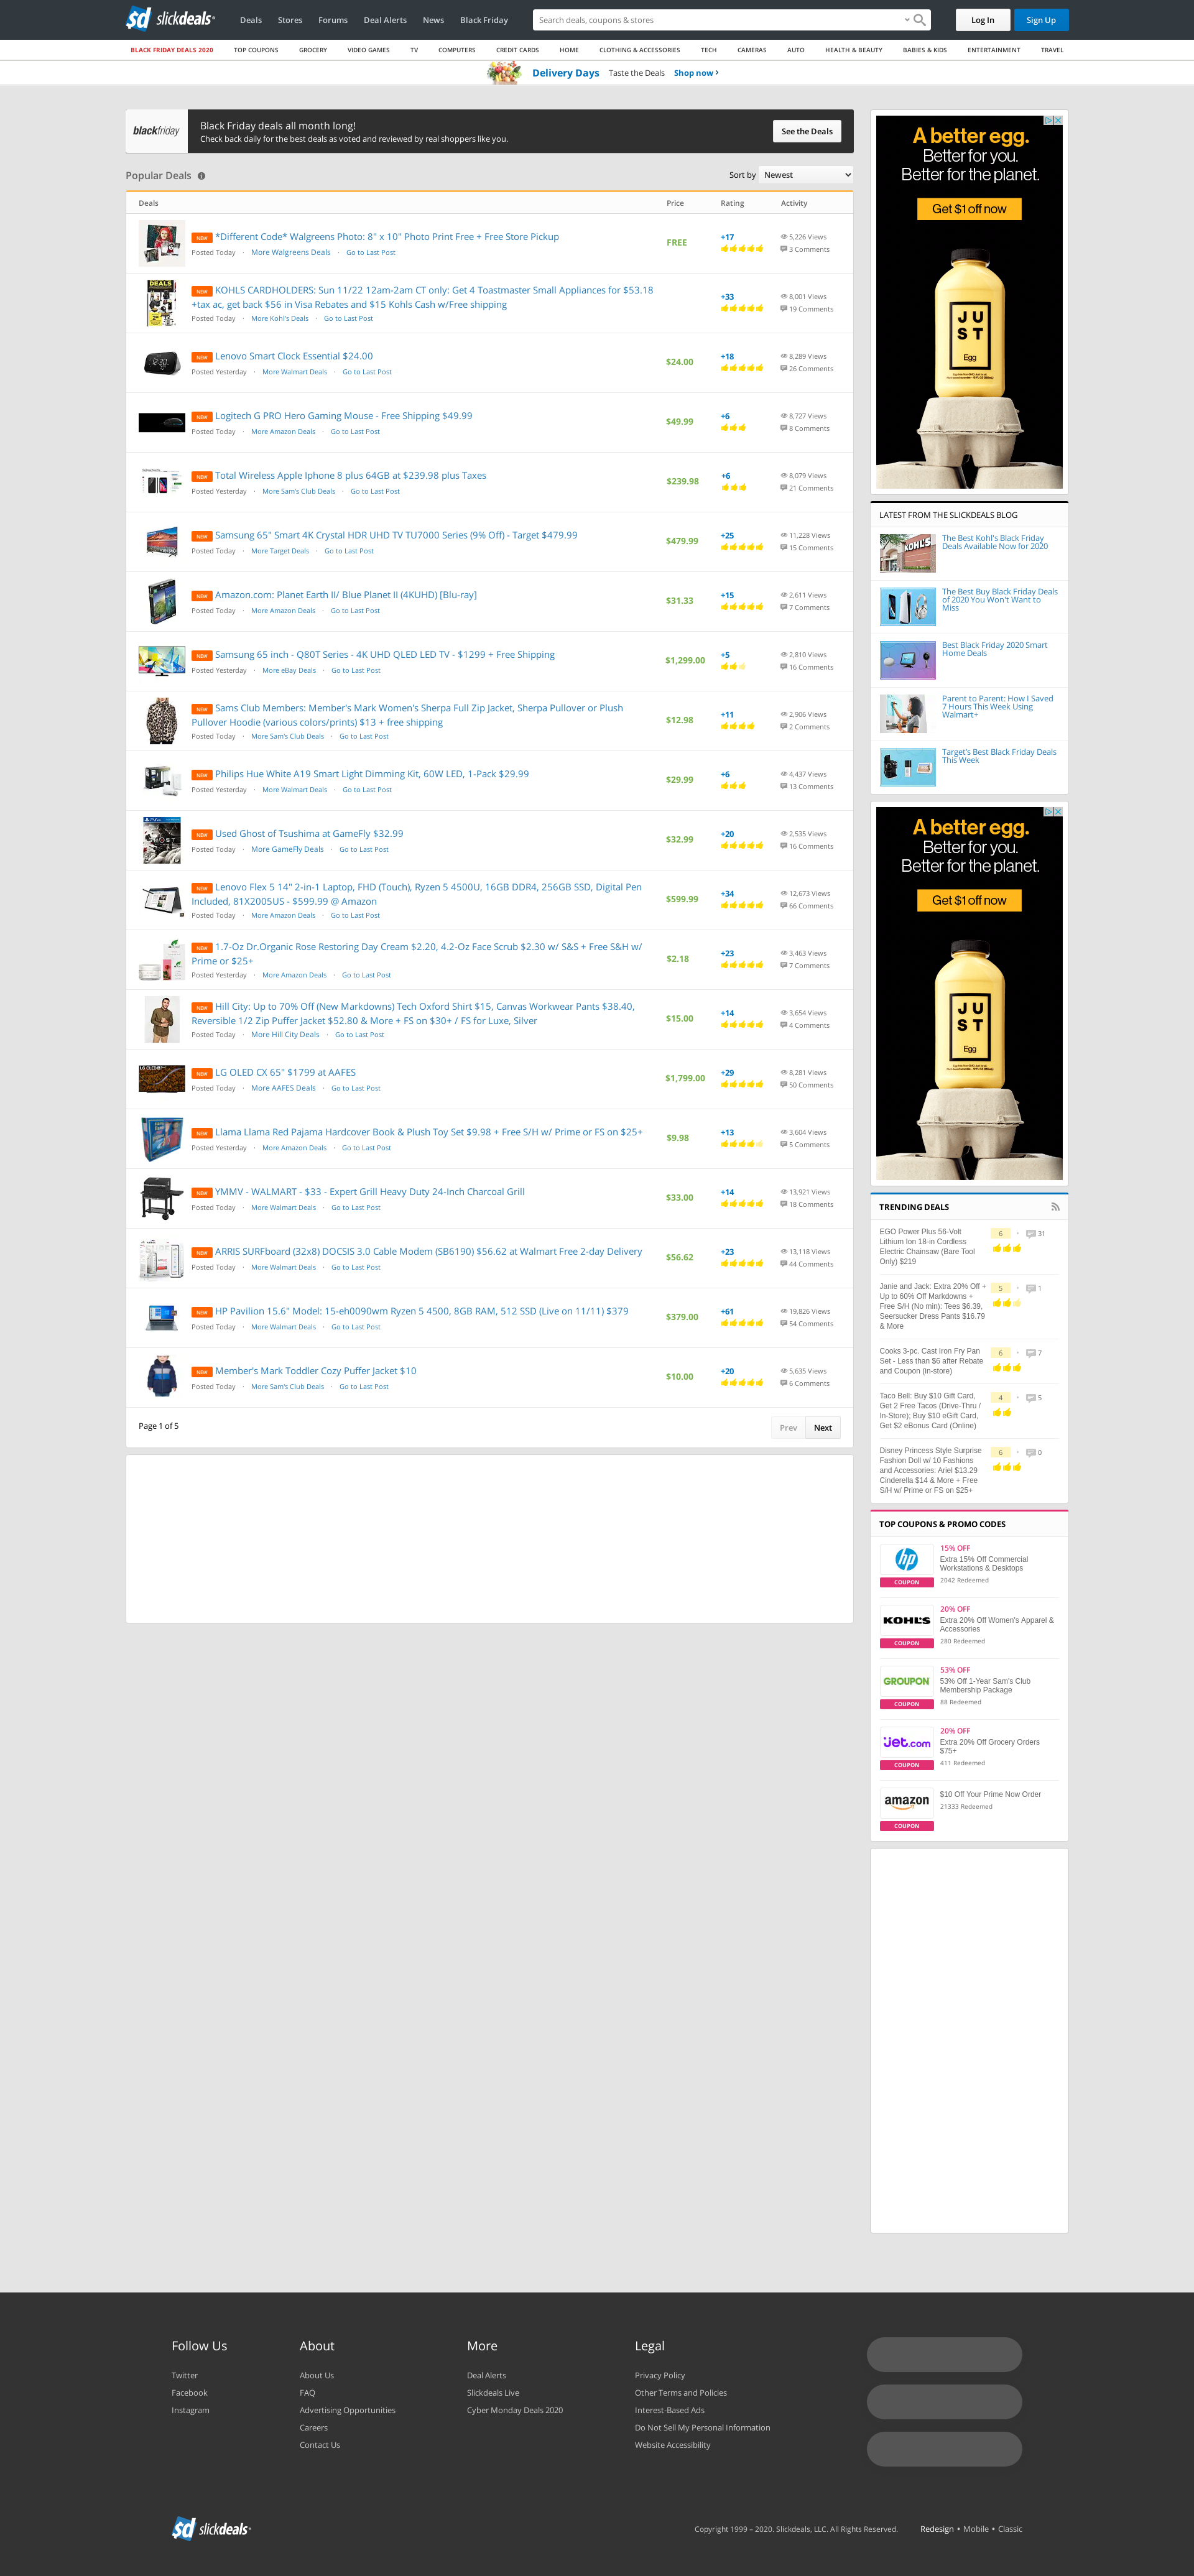 sd slickdeals
Deals
Stores
Forums
Deal Alerts
News
Black Friday
Search deals, coupons & stores
Log In
Sign Up
BLACK FRIDAY DEALS 2020
TOP COUPONS
GROCERY
VIDEO GAMES
TV
COMPUTERS
CREDIT CARDS
HOME
CLOTHING & ACCESSORIES
TECH
CAMERAS
AUTO
HEALTH & BEAUTY
BABIES & KIDS
ENTERTAINMENT
TRAVEL
Delivery Days Taste the Deals Shop now
blackfriday
Black Friday deals all month long!
Check back daily for the best deals as voted and reviewed by real shoppers like you.
See the Deals
Popular Deals
Sort by Newest
Deals Price Rating Activity
NEW *Different Code* Walgreens Photo: 8" x 10" Photo Print Free + Free Store Pickup
Posted Today · More Walgreens Deals · Go to Last Post
FREE
+17
5,226 Views
3 Comments
NEW KOHLS CARDHOLDERS: Sun 11/22 12am-2am CT only: Get 4 Toastmaster Small Appliances for $53.18
+tax ac, get back $56 in Visa Rebates and $15 Kohls Cash w/Free shipping
Posted Today · More Kohl's Deals · Go to Last Post
+33
8,001 Views
19 Comments
NEW Lenovo Smart Clock Essential $24.00
Posted Yesterday · More Walmart Deals · Go to Last Post
$24.00
+18
8,289 Views
26 Comments
NEW Logitech G PRO Hero Gaming Mouse - Free Shipping $49.99
Posted Today · More Amazon Deals · Go to Last Post
$49.99
+6
8,727 Views
8 Comments
NEW Total Wireless Apple Iphone 8 plus 64GB at $239.98 plus Taxes
Posted Yesterday · More Sam's Club Deals · Go to Last Post
$239.98
+6
8,079 Views
21 Comments
NEW Samsung 65" Smart 4K Crystal HDR UHD TV TU7000 Series (9% Off) - Target $479.99
Posted Today · More Target Deals · Go to Last Post
$479.99
+25
11,228 Views
15 Comments
NEW Amazon.com: Planet Earth II/ Blue Planet II (4KUHD) [Blu-ray]
Posted Today · More Amazon Deals · Go to Last Post
$31.33
+15
2,611 Views
7 Comments
NEW Samsung 65 inch - Q80T Series - 4K UHD QLED LED TV - $1299 + Free Shipping
Posted Yesterday · More eBay Deals · Go to Last Post
$1,299.00
+5
2,810 Views
16 Comments
NEW Sams Club Members: Member's Mark Women's Sherpa Full Zip Jacket, Sherpa Pullover or Plush
Pullover Hoodie (various colors/prints) $13 + free shipping
Posted Today · More Sam's Club Deals · Go to Last Post
$12.98
+11
2,906 Views
2 Comments
NEW Philips Hue White A19 Smart Light Dimming Kit, 60W LED, 1-Pack $29.99
Posted Yesterday · More Walmart Deals · Go to Last Post
$29.99
+6
4,437 Views
13 Comments
NEW Used Ghost of Tsushima at GameFly $32.99
Posted Today · More GameFly Deals · Go to Last Post
$32.99
+20
2,535 Views
16 Comments
NEW Lenovo Flex 5 14" 2-in-1 Laptop, FHD (Touch), Ryzen 5 4500U, 16GB DDR4, 256GB SSD, Digital Pen
Included, 81X2005US - $599.99 @ Amazon
Posted Today · More Amazon Deals · Go to Last Post
$599.99
+34
12,673 Views
66 Comments
NEW 1.7-Oz Dr.Organic Rose Restoring Day Cream $2.20, 4.2-Oz Face Scrub $2.30 w/ S&S + Free S&H w/
Prime or $25+
Posted Yesterday · More Amazon Deals · Go to Last Post
$2.18
+23
3,463 Views
7 Comments
NEW Hill City: Up to 70% Off (New Markdowns) Tech Oxford Shirt $15, Canvas Workwear Pants $38.40,
Reversible 1/2 Zip Puffer Jacket $52.80 & More + FS on $30+ / FS for Luxe, Silver
Posted Today · More Hill City Deals · Go to Last Post
$15.00
+14
3,654 Views
4 Comments
NEW LG OLED CX 65" $1799 at AAFES
Posted Today · More AAFES Deals · Go to Last Post
$1,799.00
+29
8,281 Views
50 Comments
NEW Llama Llama Red Pajama Hardcover Book & Plush Toy Set $9.98 + Free S/H w/ Prime or FS on $25+
Posted Yesterday · More Amazon Deals · Go to Last Post
$9.98
+13
3,604 Views
5 Comments
NEW YMMV - WALMART - $33 - Expert Grill Heavy Duty 24-Inch Charcoal Grill
Posted Today · More Walmart Deals · Go to Last Post
$33.00
+14
13,921 Views
18 Comments
NEW ARRIS SURFboard (32x8) DOCSIS 3.0 Cable Modem (SB6190) $56.62 at Walmart Free 2-day Delivery
Posted Today · More Walmart Deals · Go to Last Post
$56.62
+23
13,118 Views
44 Comments
NEW HP Pavilion 15.6" Model: 15-eh0090wm Ryzen 5 4500, 8GB RAM, 512 SSD (Live on 11/11) $379
Posted Today · More Walmart Deals · Go to Last Post
$379.00
+61
19,826 Views
54 Comments
NEW Member's Mark Toddler Cozy Puffer Jacket $10
Posted Today · More Sam's Club Deals · Go to Last Post
$10.00
+20
5,635 Views
6 Comments
Page 1 of 5
Prev Next
A better egg.
Better for you.
Better for the planet.
Get $1 off now
JU
ST
Egg
LATEST FROM THE SLICKDEALS BLOG
KOHL'S
The Best Kohl's Black Friday
Deals Available Now for 2020
The Best Buy Black Friday Deals
of 2020 You Won't Want to
Miss
Best Black Friday 2020 Smart
Home Deals
Parent to Parent: How I Saved
7 Hours This Week Using
Walmart+
Target's Best Black Friday Deals
This Week
A better egg.
Better for you.
Better for the planet.
Get $1 off now
JU
ST
Egg
TRENDING DEALS
EGO Power Plus 56-Volt
Lithium Ion 18-in Cordless
Electric Chainsaw (Bare Tool
Only) $219
6 · 31
Janie and Jack: Extra 20% Off +
Up to 60% Off Markdowns +
Free S/H (No min): Tees $6.39,
Seersucker Dress Pants $16.79
& More
5 · 1
Cooks 3-pc. Cast Iron Fry Pan
Set - Less than $6 after Rebate
and Coupon (in-store)
6 · 7
Taco Bell: Buy $10 Gift Card,
Get 2 Free Tacos (Drive-Thru /
In-Store); Buy $10 eGift Card,
Get $2 eBonus Card (Online)
4 · 5
Disney Princess Style Surprise
Fashion Doll w/ 10 Fashions
and Accessories: Ariel $13.29
Cinderella $14 & More + Free
S/H w/ Prime or FS on $25+
6 · 0
TOP COUPONS & PROMO CODES
hp
COUPON
15% OFF
Extra 15% Off Commercial
Workstations & Desktops
2042 Redeemed
KOHL'S
COUPON
20% OFF
Extra 20% Off Women's Apparel &
Accessories
280 Redeemed
GROUPON
COUPON
53% OFF
53% Off 1-Year Sam's Club
Membership Package
88 Redeemed
jet.com
COUPON
20% OFF
Extra 20% Off Grocery Orders
$75+
411 Redeemed
amazon
COUPON
$10 Off Your Prime Now Order
21333 Redeemed
Follow Us
Twitter
Facebook
Instagram
About
About Us
FAQ
Advertising Opportunities
Careers
Contact Us
More
Deal Alerts
Slickdeals Live
Cyber Monday Deals 2020
Legal
Privacy Policy
Other Terms and Policies
Interest-Based Ads
Do Not Sell My Personal Information
Website Accessibility
sd slickdeals
Copyright 1999 – 2020. Slickdeals, LLC. All Rights Reserved.
Redesign • Mobile • Classic